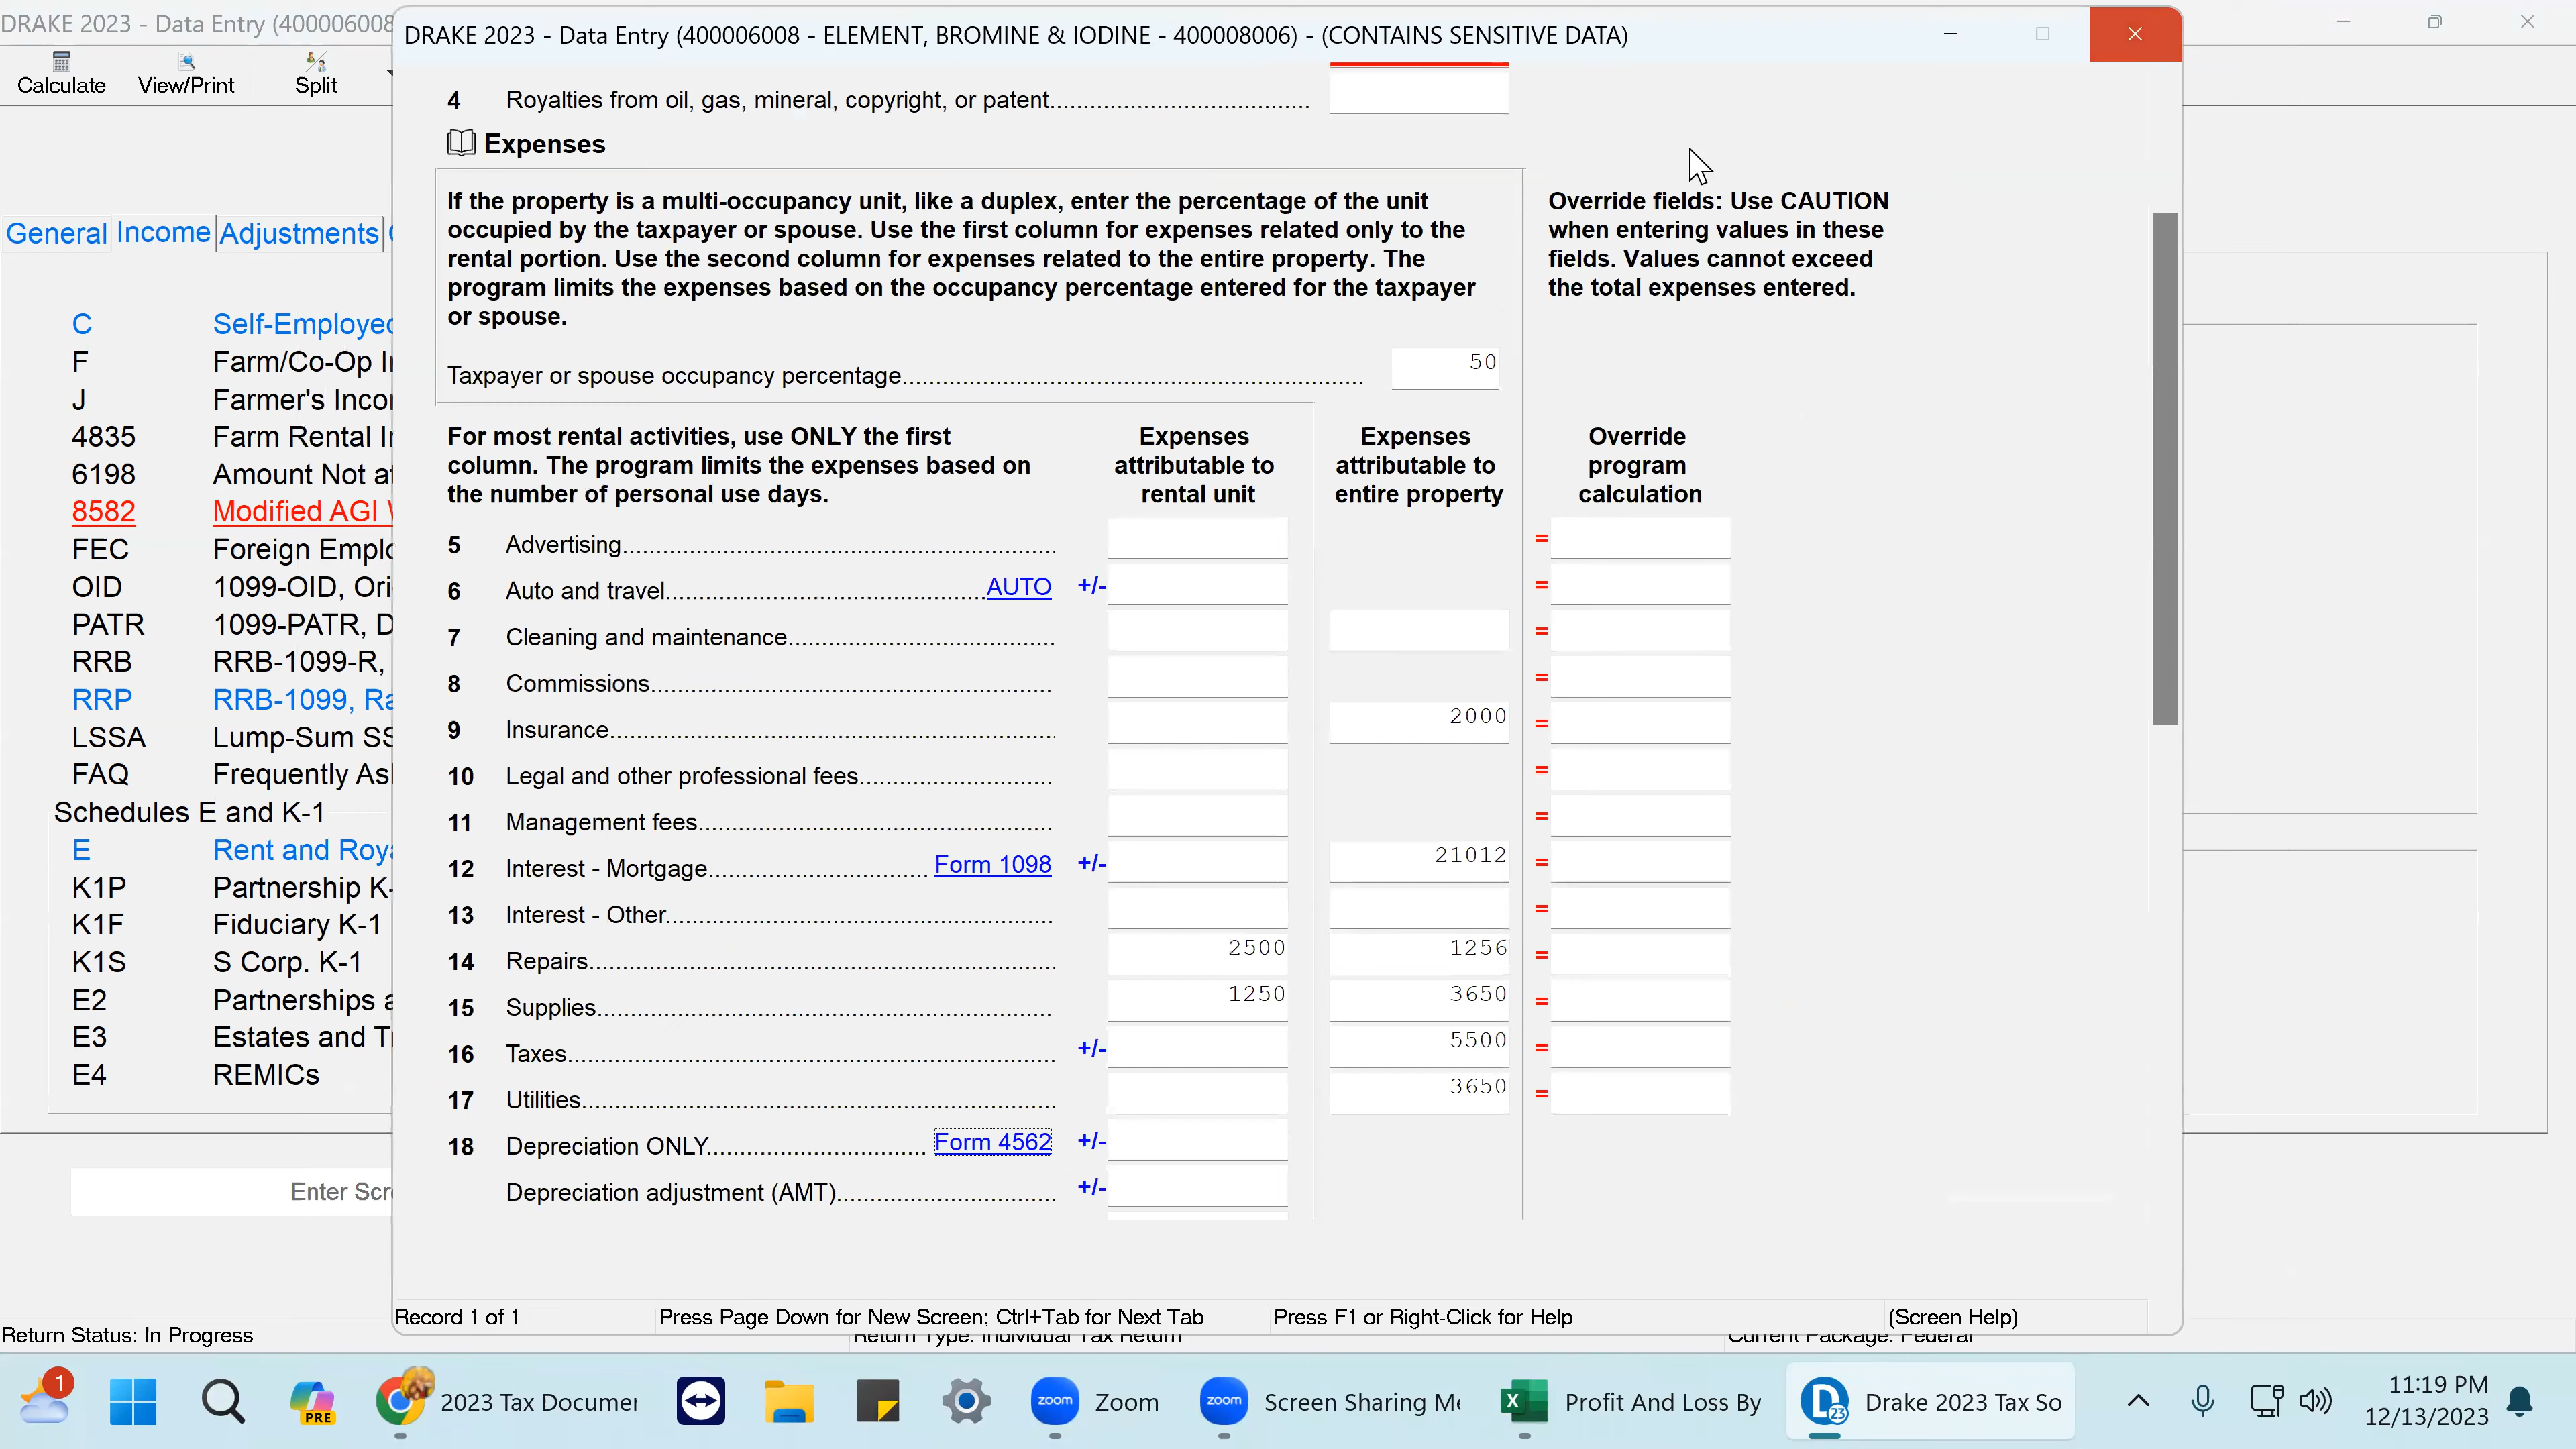 DRAKE 2023 - Data Entry (400006008
DRAKE 2023 - Data Entry (400006008 - ELEMENT, BROMINE & IODINE - 400008006) - (CONTAINS SENSITIVE DATA)
Calculate
View/Print
Split
General
Income
Adjustments
C Self-Employed
F Farm/Co-Op
J Farmer's
4835 Farm Rental
6198 Amount Not
8582 Modified AGI
FEC Foreign
OID 1099-OID,
PATR 1099-PATR,
RRB RRB-1099-R,
RRP RRB-1099,
LSSA Lump-Sum
FAQ Frequently
Schedules E and K-1
E Rent and
K1P Partnership
K1F Fiduciary K-1
K1S S Corp. K-1
E2 Partnerships
E3 Estates and
E4 REMICs
Enter
4 Royalties from oil, gas, mineral, copyright, or patent
Expenses
If the property is a multi-occupancy unit, like a duplex, enter the percentage of the unit
occupied by the taxpayer or spouse. Use the first column for expenses related only to the
rental portion. Use the second column for expenses related to the entire property. The
program limits the expenses based on the occupancy percentage entered for the taxpayer
or spouse.
Override fields: Use CAUTION
when entering values in these
fields. Values cannot exceed
the total expenses entered.
Taxpayer or spouse occupancy percentage 50
For most rental activities, use ONLY the first
column. The program limits the expenses based on
the number of personal use days.
Expenses
attributable to
rental unit
Expenses
attributable to
entire property
Override
program
calculation
5 Advertising =
6 Auto and travel AUTO +/- =
7 Cleaning and maintenance =
8 Commissions =
9 Insurance 2000 =
10 Legal and other professional fees =
11 Management fees =
12 Interest - Mortgage Form 1098 +/- 21012 =
13 Interest - Other =
14 Repairs 2500 1256 =
15 Supplies 1250 3650 =
16 Taxes +/- 5500 =
17 Utilities 3650 =
18 Depreciation ONLY Form 4562 +/-
Depreciation adjustment (AMT) +/-
Record 1 of 1
Press Page Down for New Screen; Ctrl+Tab for Next Tab
Press F1 or Right-Click for Help
(Screen Help)
Return Status: In Progress
Return Type: Individual Tax Return
Current Package: Federal
1
PRE
2023 Tax
zoom
Zoom
zoom
Screen Sharing
X
Profit And Loss By
D 23
Drake 2023 Tax
11:19 PM
12/13/2023